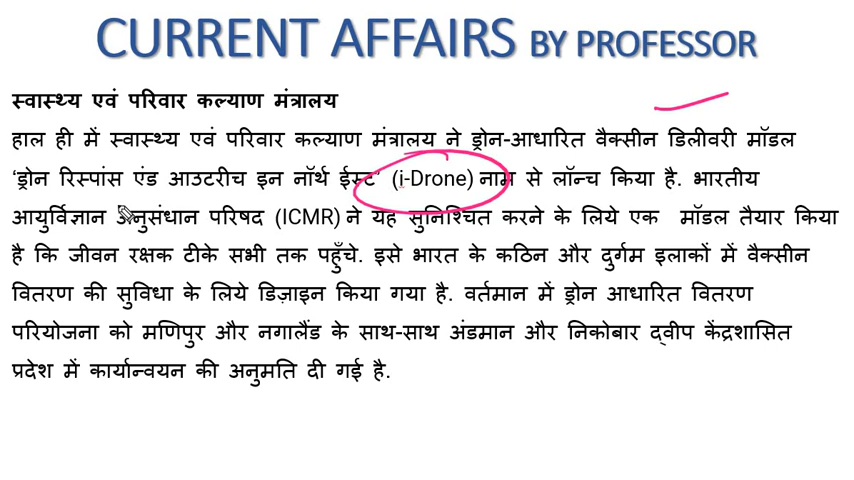 CURRENT AFFAIRS BY PROFESSOR
स्वास्थ्य एवं परिवार कल्याण मंत्रालय
हाल ही में स्वास्थ्य एवं परिवार कल्याण मंत्रालय ने ड्रोन-आधारित वैक्सीन डिलीवरी मॉडल
‘ड्रोन रिस्पांस एंड आउटरीच इन नॉर्थ ईस्ट’ (i-Drone) नाम से लॉन्च किया है. भारतीय
आयुर्विज्ञान अनुसंधान परिषद (ICMR) ने यह सुनिश्चित करने के लिये एक मॉडल तैयार किया
है कि जीवन रक्षक टीके सभी तक पहुँचे. इसे भारत के कठिन और दुर्गम इलाकों में वैक्सीन
वितरण की सुविधा के लिये डिज़ाइन किया गया है. वर्तमान में ड्रोन आधारित वितरण
परियोजना को मणिपुर और नगालैंड के साथ-साथ अंडमान और निकोबार द्वीप केंद्रशासित
प्रदेश में कार्यान्वयन की अनुमति दी गई है.